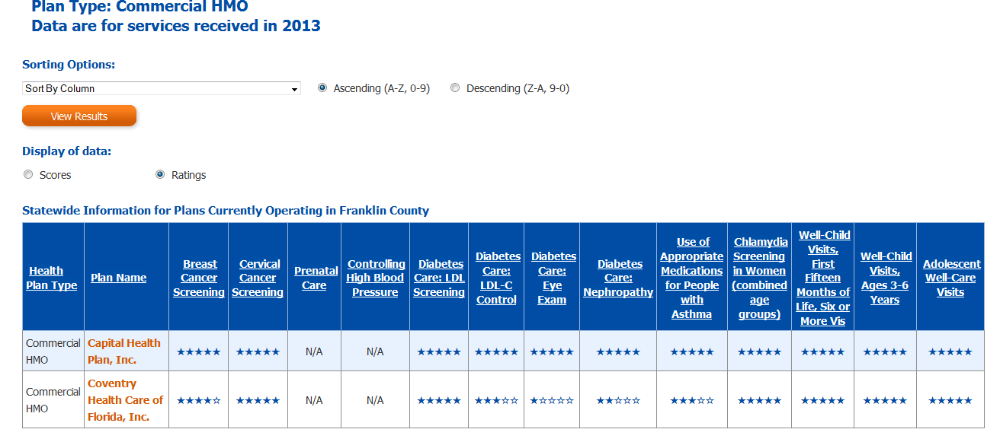 Plan Type: Commercial HMO
Data are for services received in 2013
Sorting Options:
Sort By Column
Ascending (A-Z, 0-9)
Descending (Z-A, 9-0)
View Results
Display of data:
Scores
Ratings
Statewide Information for Plans Currently Operating in Franklin County
Health
Plan Type
Plan Name
Breast
Cancer
Screening
Cervical
Cancer
Screening
Prenatal
Care
Controlling
High Blood
Pressure
Diabetes
Care: LDL
Screening
Diabetes
Care:
LDL-C
Control
Diabetes
Care:
Eye
Exam
Diabetes
Care:
Nephropathy
Use of
Appropriate
Medications
for People
with
Asthma
Chlamydia
Screening
in Women
(combined
age
groups)
Well-Child
Visits,
First
Fifteen
Months of
Life, Six or
More Vis
Well-Child
Visits,
Ages 3-6
Years
Adolescent
Well-Care
Visits
Commercial
HMO
Capital Health
Plan, Inc.
★★★★★
★★★★★
N/A
N/A
★★★★★
★★★★★
★★★★★
★★★★★
★★★★★
★★★★★
★★★★★
★★★★★
★★★★★
Commercial
HMO
Coventry
Health Care of
Florida, Inc.
★★★★☆
★★★★★
N/A
N/A
★★★★★
★★★☆☆
★☆☆☆☆
★★☆☆☆
★★★☆☆
★★★★★
★★★★★
★★★★★
★★★★★